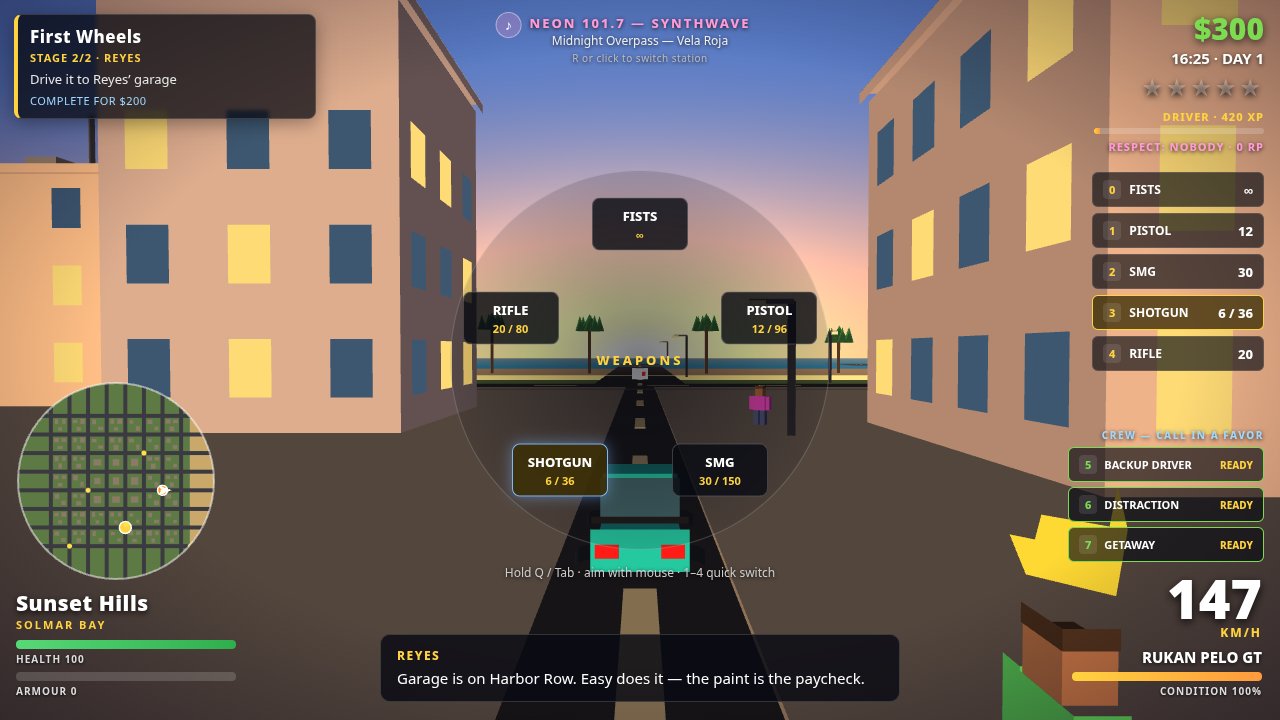 First Wheels
STAGE 2/2 · REYES
Drive it to Reyes' garage
COMPLETE FOR $200
♪ NEON 101.7 — SYNTHWAVE
Midnight Overpass — Vela Roja
R or click to switch station
$300
16:25 · DAY 1
★★★★★
DRIVER · 420 XP
RESPECT: NOBODY · 0 RP
0 FISTS ∞
1 PISTOL 12
2 SMG 30
3 SHOTGUN 6 / 36
4 RIFLE 20
FISTS
∞
RIFLE
20 / 80
PISTOL
12 / 96
WEAPONS
SHOTGUN
6 / 36
SMG
30 / 150
Hold Q / Tab · aim with mouse · 1–4 quick switch
CREW — CALL IN A FAVOR
5 BACKUP DRIVER READY
6 DISTRACTION READY
7 GETAWAY READY
Sunset Hills
SOLMAR BAY
HEALTH 100
ARMOUR 0
REYES
Garage is on Harbor Row. Easy does it — the paint is the paycheck.
147
KM/H
RUKAN PELO GT
CONDITION 100%